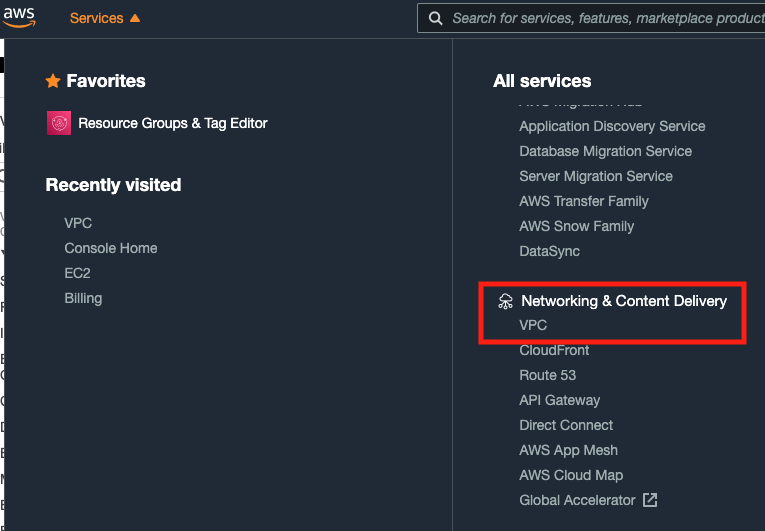 aws
Services
Search for services, features, marketplace product
Favorites
Resource Groups & Tag Editor
Recently visited
VPC
Console Home
EC2
Billing
All services
AWS Migration Hub
Application Discovery Service
Database Migration Service
Server Migration Service
AWS Transfer Family
AWS Snow Family
DataSync
Networking & Content Delivery
VPC
CloudFront
Route 53
API Gateway
Direct Connect
AWS App Mesh
AWS Cloud Map
Global Accelerator